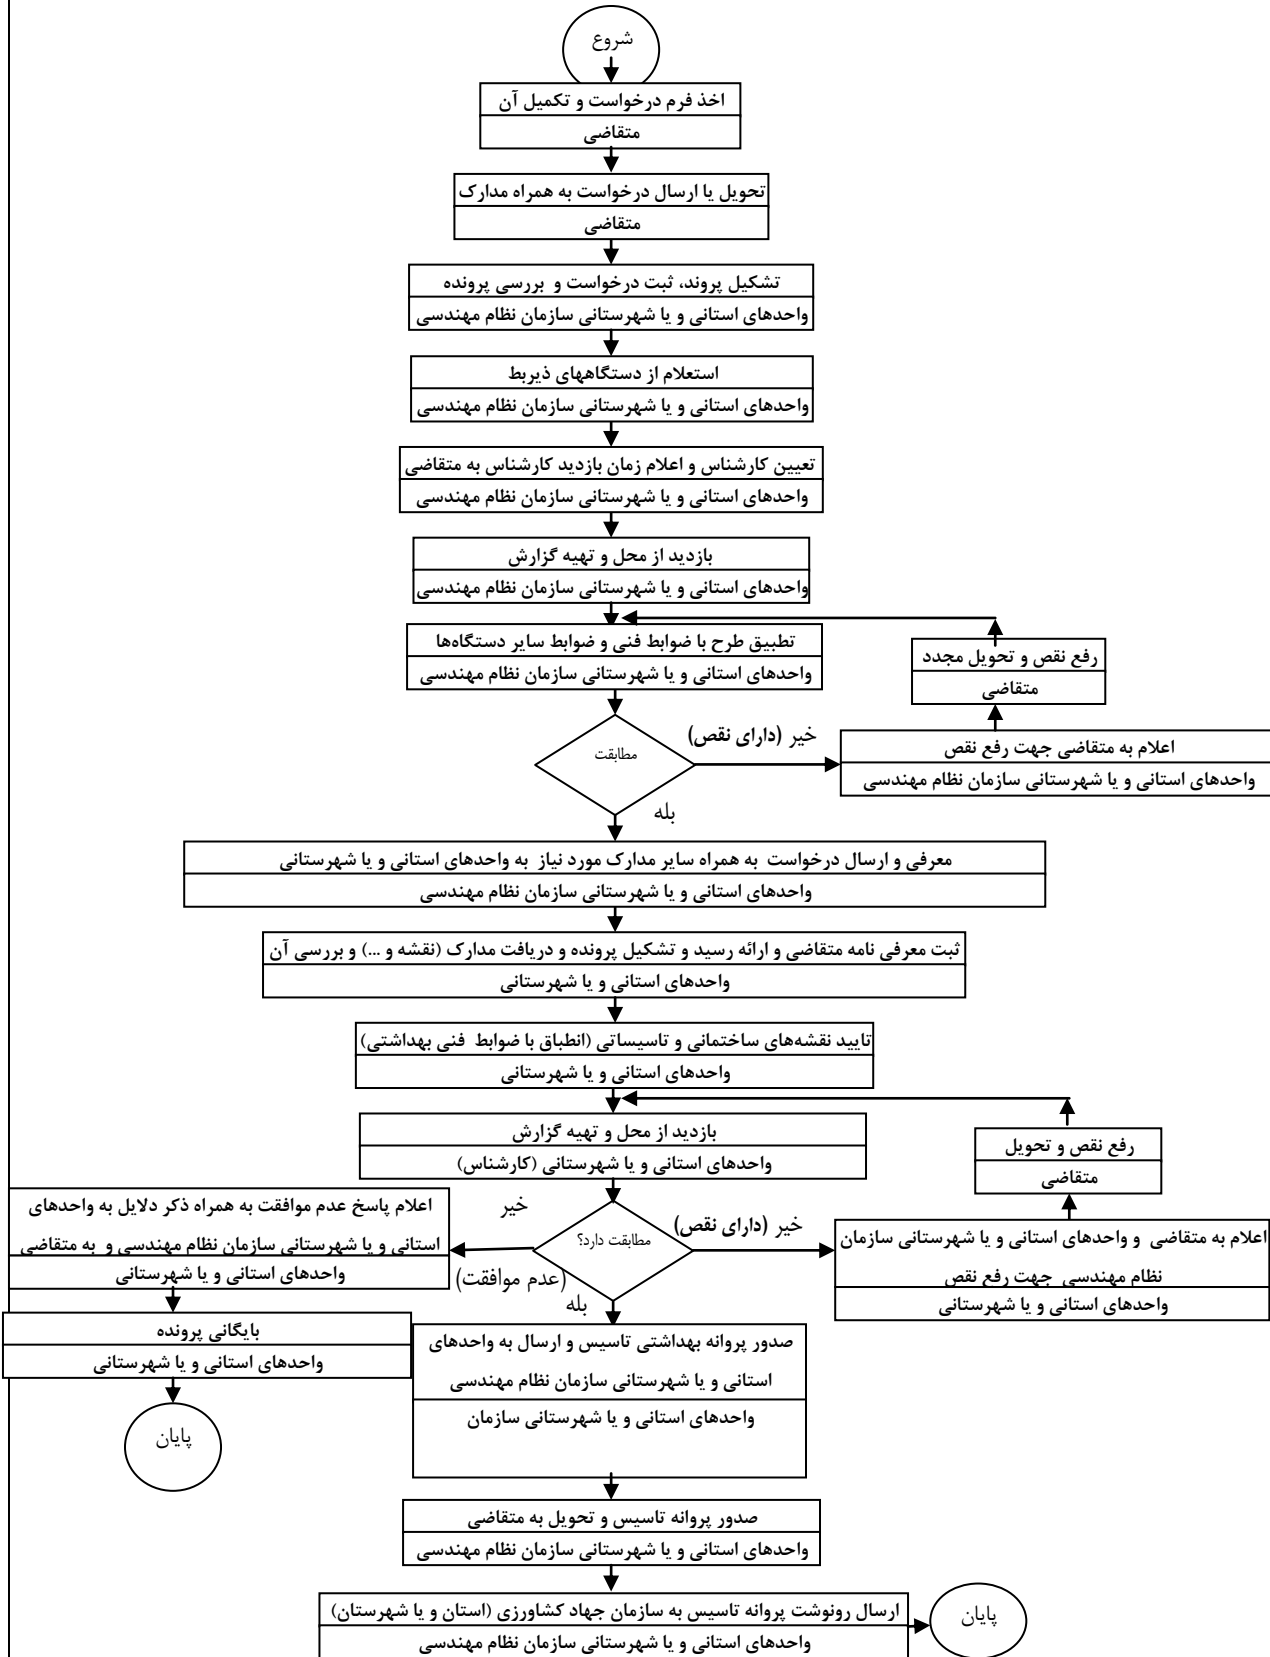 شروع
اخذ فرم درخواست و تکمیل آن
متقاضی
تحویل یا ارسال درخواست به همراه مدارک
متقاضی
تشکیل پروند، ثبت درخواست و بررسی پرونده
واحدهای استانی و یا شهرستانی سازمان نظام مهندسی
استعلام از دستگاههای ذیربط
واحدهای استانی و یا شهرستانی سازمان نظام مهندسی
تعیین کارشناس و اعلام زمان بازدید کارشناس به متقاضی
واحدهای استانی و یا شهرستانی سازمان نظام مهندسی
بازدید از محل و تهیه گزارش
واحدهای استانی و یا شهرستانی سازمان نظام مهندسی
تطبیق طرح با ضوابط فنی و ضوابط سایر دستگاه‌ها
واحدهای استانی و یا شهرستانی سازمان نظام مهندسی
رفع نقص و تحویل مجدد
متقاضی
مطابقت
خیر (دارای نقص)
اعلام به متقاضی جهت رفع نقص
واحدهای استانی و یا شهرستانی سازمان نظام مهندسی
بله
معرفی و ارسال درخواست به همراه سایر مدارک مورد نیاز به واحدهای استانی و یا شهرستانی
واحدهای استانی و یا شهرستانی سازمان نظام مهندسی
ثبت معرفی نامه متقاضی و ارائه رسید و تشکیل پرونده و دریافت مدارک (نقشه و ...) و بررسی آن
واحدهای استانی و یا شهرستانی
تایید نقشه‌های ساختمانی و تاسیساتی (انطباق با ضوابط فنی بهداشتی)
واحدهای استانی و یا شهرستانی
بازدید از محل و تهیه گزارش
واحدهای استانی و یا شهرستانی (کارشناس)
رفع نقص و تحویل
متقاضی
مطابقت دارد؟
خیر (دارای نقص)
اعلام به متقاضی و واحدهای استانی و یا شهرستانی سازمان
نظام مهندسی جهت رفع نقص
واحدهای استانی و یا شهرستانی
خیر
(عدم موافقت)
اعلام پاسخ عدم موافقت به همراه ذکر دلایل به واحدهای
استانی و یا شهرستانی سازمان نظام مهندسی و به متقاضی
واحدهای استانی و یا شهرستانی
بایگانی پرونده
واحدهای استانی و یا شهرستانی
پایان
بله
صدور پروانه بهداشتی تاسیس و ارسال به واحدهای
استانی و یا شهرستانی سازمان نظام مهندسی
واحدهای استانی و یا شهرستانی سازمان
صدور پروانه تاسیس و تحویل به متقاضی
واحدهای استانی و یا شهرستانی سازمان نظام مهندسی
ارسال رونوشت پروانه تاسیس به سازمان جهاد کشاورزی (استان و یا شهرستان)
واحدهای استانی و یا شهرستانی سازمان نظام مهندسی
پایان